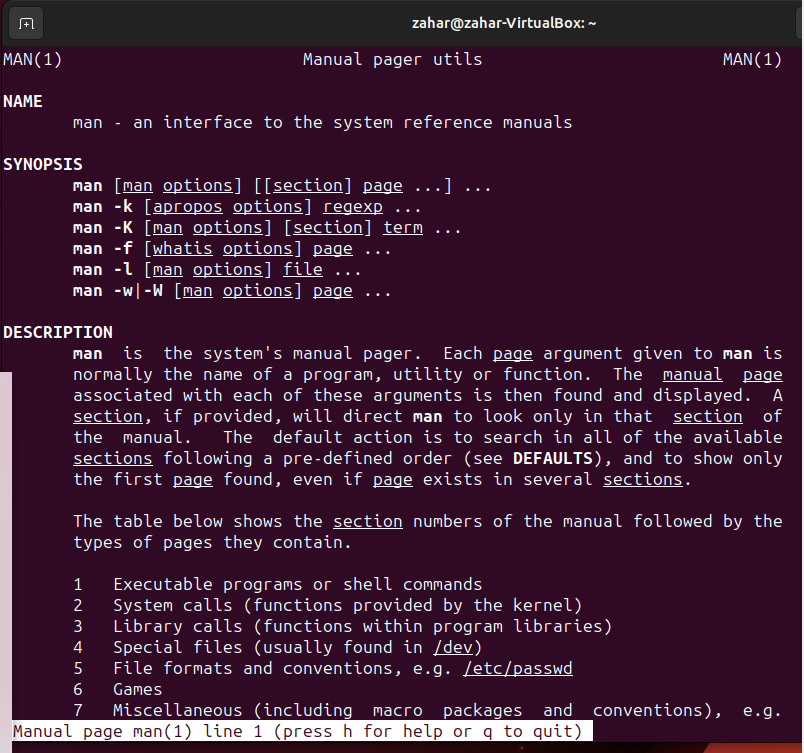 zahar@zahar-VirtualBox: ~
MAN(1) Manual pager utils MAN(1)
NAME
man - an interface to the system reference manuals
SYNOPSIS
man [man options] [[section] page ...] ...
man -k [apropos options] regexp ...
man -K [man options] [section] term ...
man -f [whatis options] page ...
man -l [man options] file ...
man -w|-W [man options] page ...
DESCRIPTION
man is the system's manual pager. Each page argument given to man is
normally the name of a program, utility or function. The manual page
associated with each of these arguments is then found and displayed. A
section, if provided, will direct man to look only in that section of
the manual. The default action is to search in all of the available
sections following a pre-defined order (see DEFAULTS), and to show only
the first page found, even if page exists in several sections.
The table below shows the section numbers of the manual followed by the
types of pages they contain.
1 Executable programs or shell commands
2 System calls (functions provided by the kernel)
3 Library calls (functions within program libraries)
4 Special files (usually found in /dev)
5 File formats and conventions, e.g. /etc/passwd
6 Games
7 Miscellaneous (including macro packages and conventions), e.g.
Manual page man(1) line 1 (press h for help or q to quit)